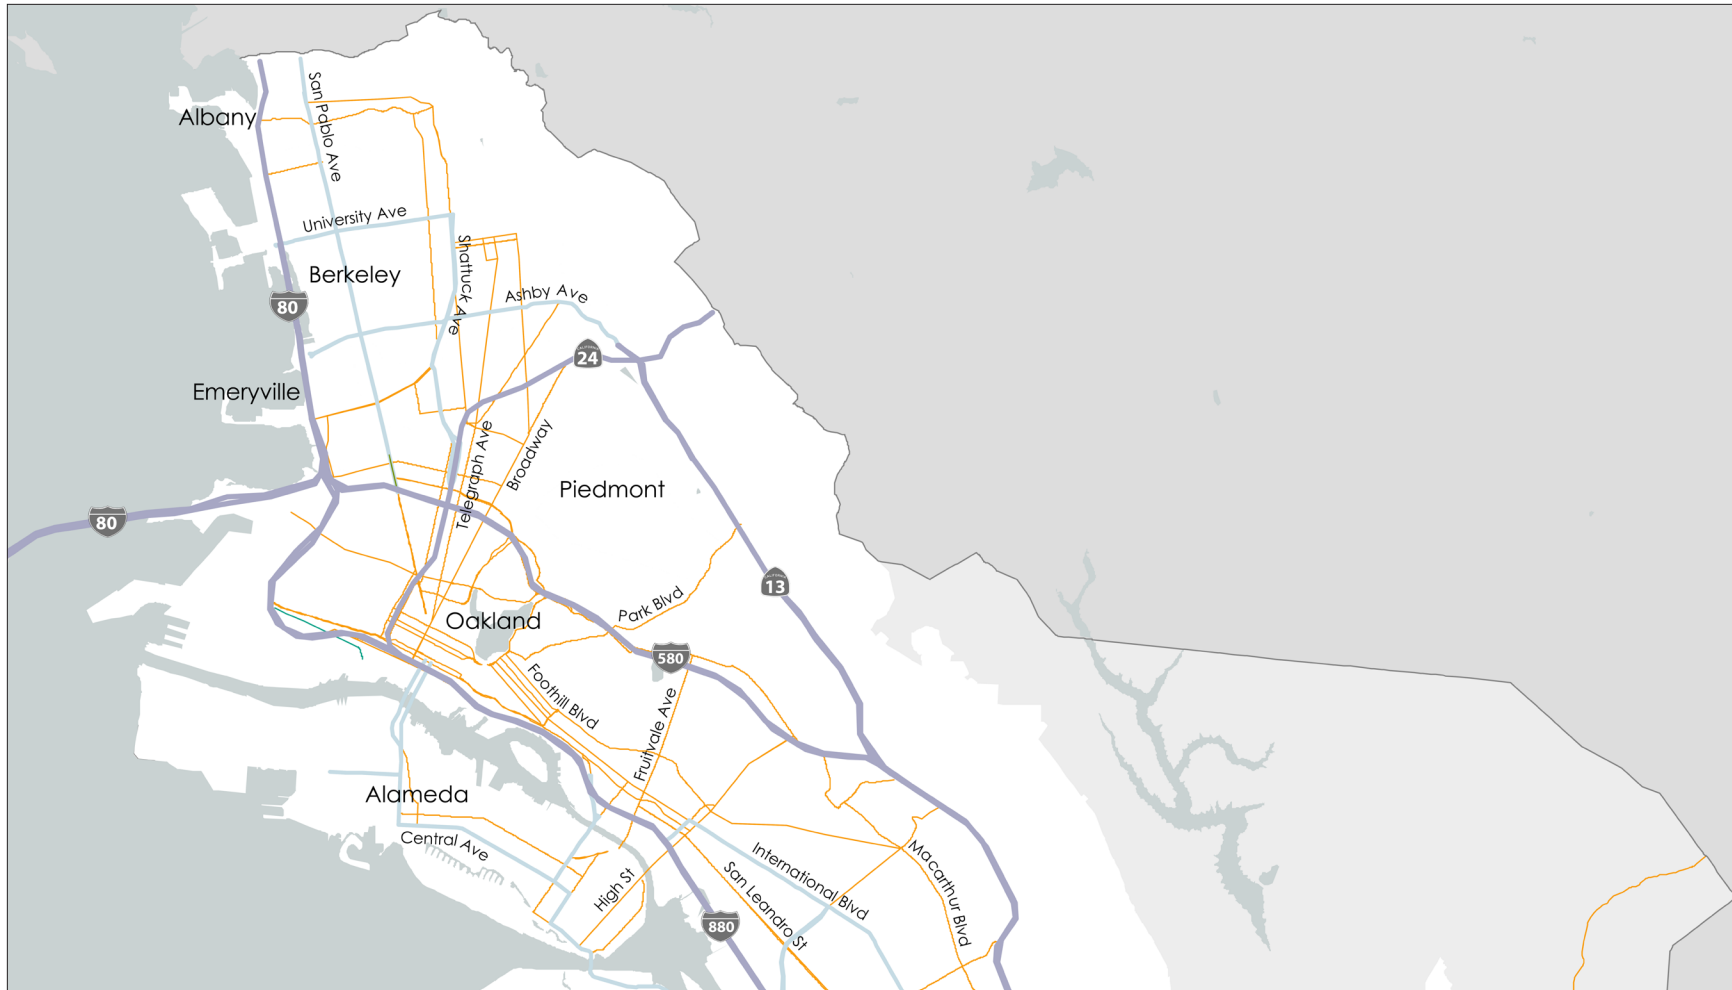 San Pablo Ave
Albany
University Ave
Shattuck Ave
Berkeley
Ashby Ave
80
24
Emeryville
Telegraph Ave
Broadway
Piedmont
80
13
Park Blvd
Oakland
580
Foothill Blvd
Fruitvale Ave
Alameda
Central Ave
International Blvd
Macarthur Blvd
High St
San Leandro St
880